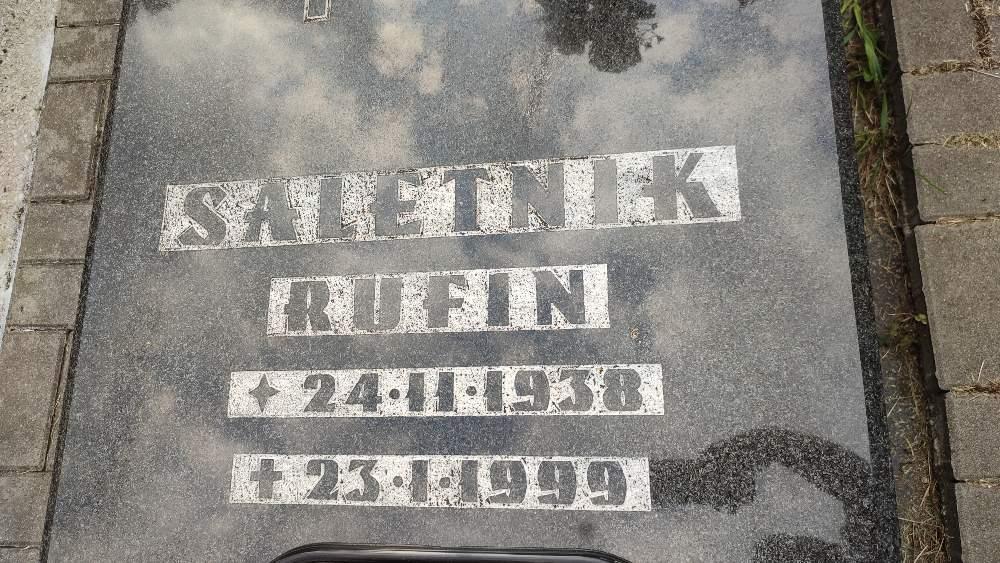 SALETNIK
RUFIN
✦ 24·11·1938
✝ 23·1·1999